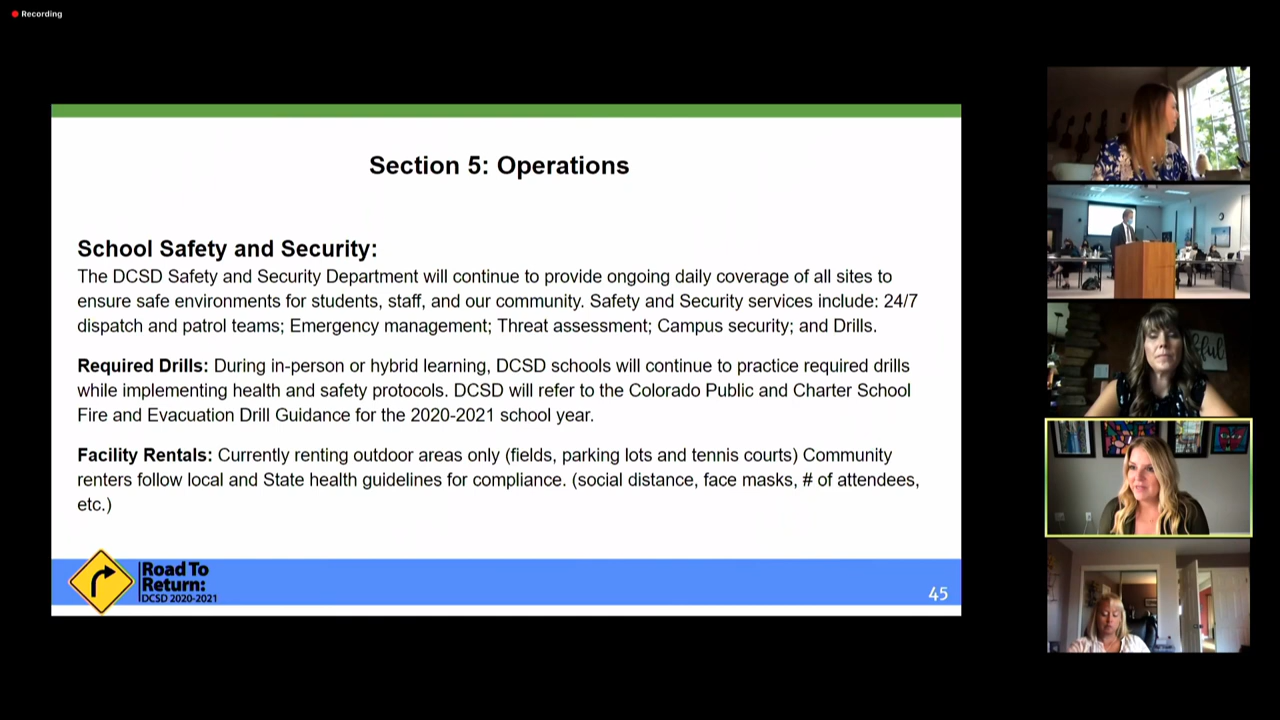 Recording
Section 5: Operations
School Safety and Security:
The DCSD Safety and Security Department will continue to provide ongoing daily coverage of all sites to
ensure safe environments for students, staff, and our community. Safety and Security services include: 24/7
dispatch and patrol teams; Emergency management; Threat assessment; Campus security; and Drills.
Required Drills: During in-person or hybrid learning, DCSD schools will continue to practice required drills
while implementing health and safety protocols. DCSD will refer to the Colorado Public and Charter School
Fire and Evacuation Drill Guidance for the 2020-2021 school year.
Facility Rentals: Currently renting outdoor areas only (fields, parking lots and tennis courts) Community
renters follow local and State health guidelines for compliance. (social distance, face masks, # of attendees,
etc.)
Road To
Return:
DCSD 2020-2021
45